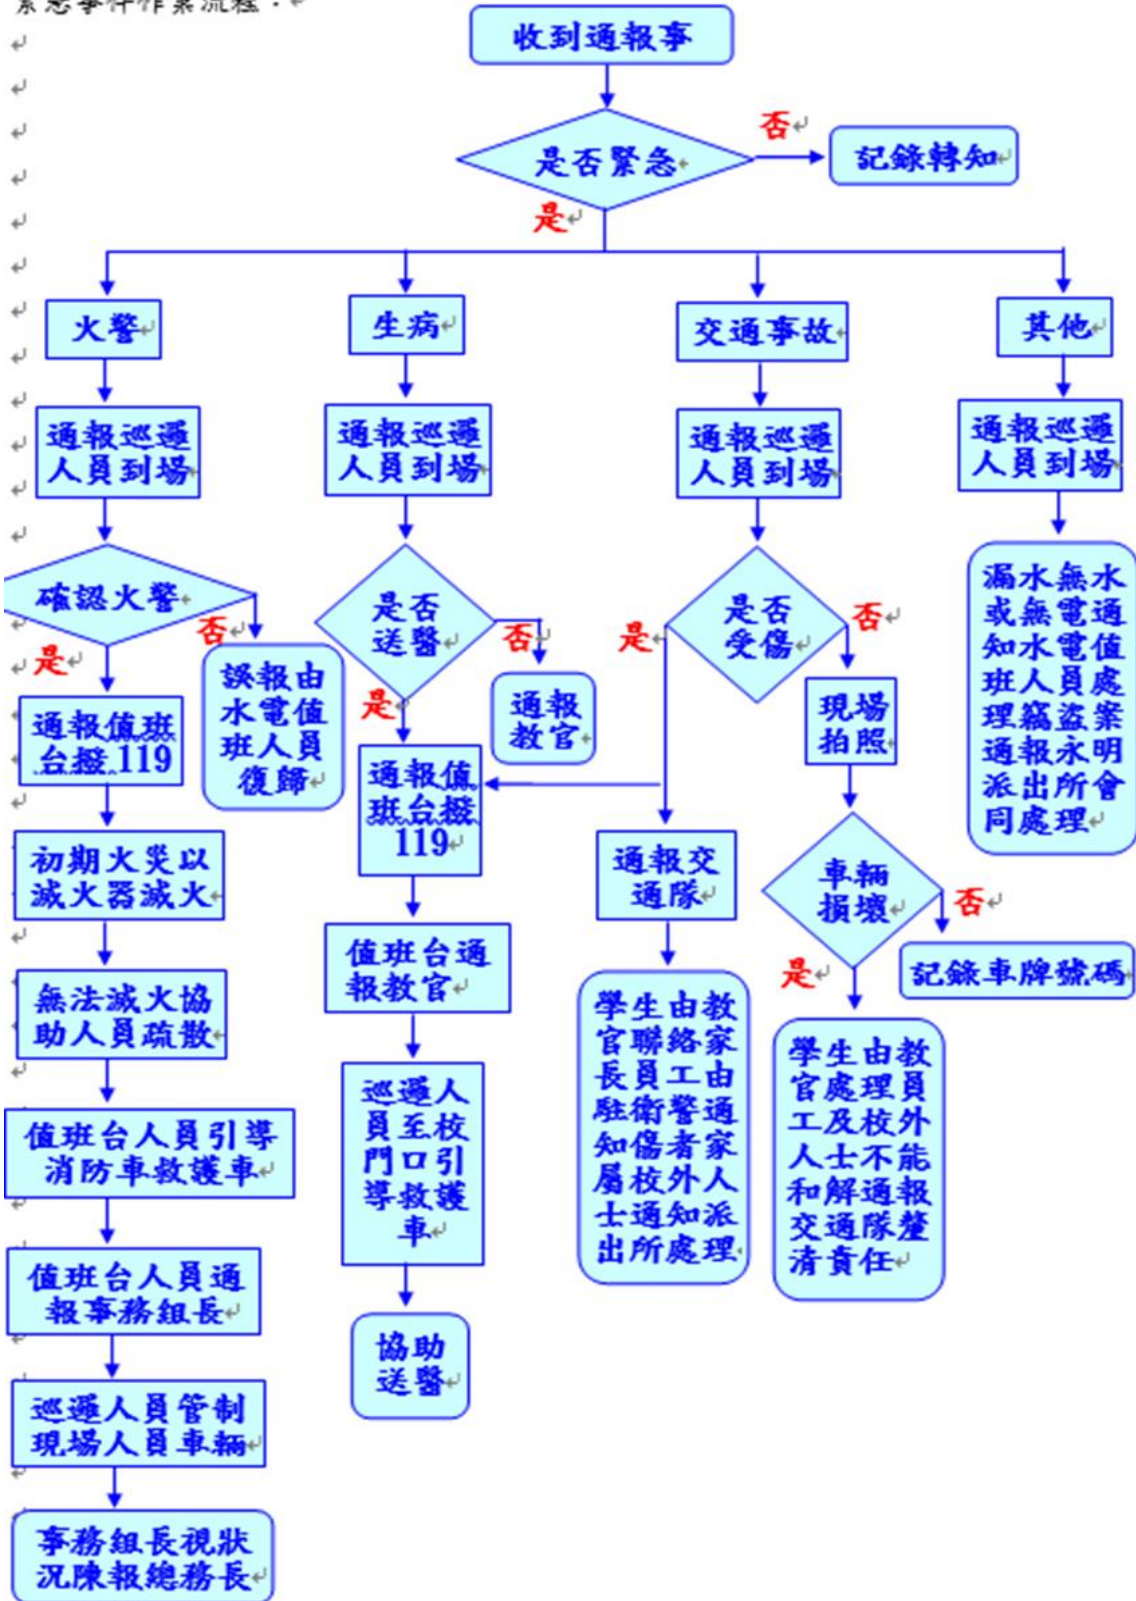 緊急事件作業流程：
收到通報事
是否緊急
否
記錄轉知
是
火警
生病
交通事故
其他
通報巡邏
人員到場
通報巡邏
人員到場
通報巡邏
人員到場
通報巡邏
人員到場
確認火警
否
是
誤報由
水電值
班人員
復歸
通報值班
台撥119
初期火災以
滅火器滅火
無法滅火協
助人員疏散
值班台人員引導
消防車救護車
值班台人員通
報事務組長
巡邏人員管制
現場人員車輛
事務組長視狀
況陳報總務長
是否
送醫
否
是
通報
教官
通報值
班台撥
119
值班台通
報教官
巡邏人
員至校
門口引
導救護
車
協助
送醫
是否
受傷
是
否
通報交
通隊
學生由教
官聯絡家
長員工由
駐衛警通
知傷者家
屬校外人
士通知派
出所處理
現場
拍照
車輛
損壞
否
是
記錄車牌號碼
學生由教
官處理員
工及校外
人士不能
和解通報
交通隊釐
清責任
漏水無水
或無電通
知水電值
班人員處
理竊盜案
通報永明
派出所會
同處理